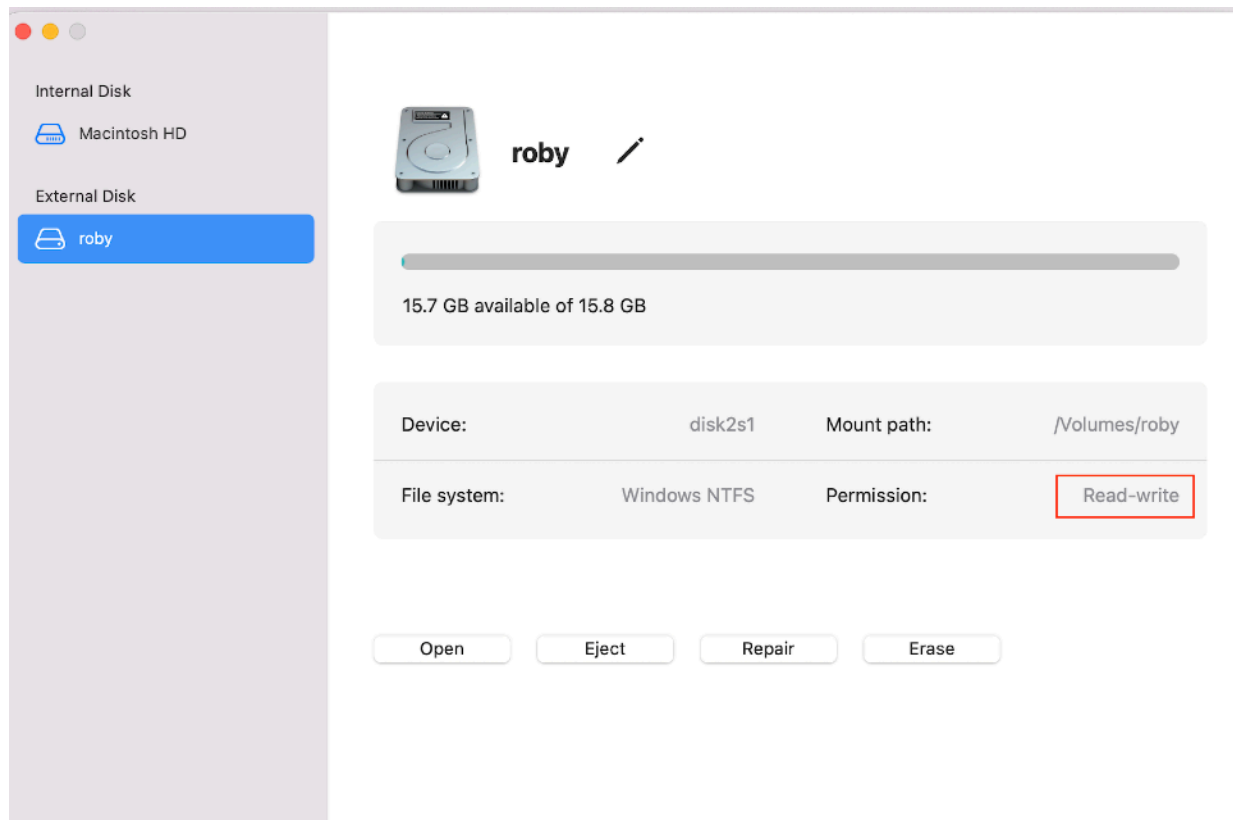 Internal Disk
Macintosh HD
External Disk
roby
roby
15.7 GB available of 15.8 GB
Device: disk2s1 Mount path: /Volumes/roby
File system: Windows NTFS Permission: Read-write
Open Eject Repair Erase